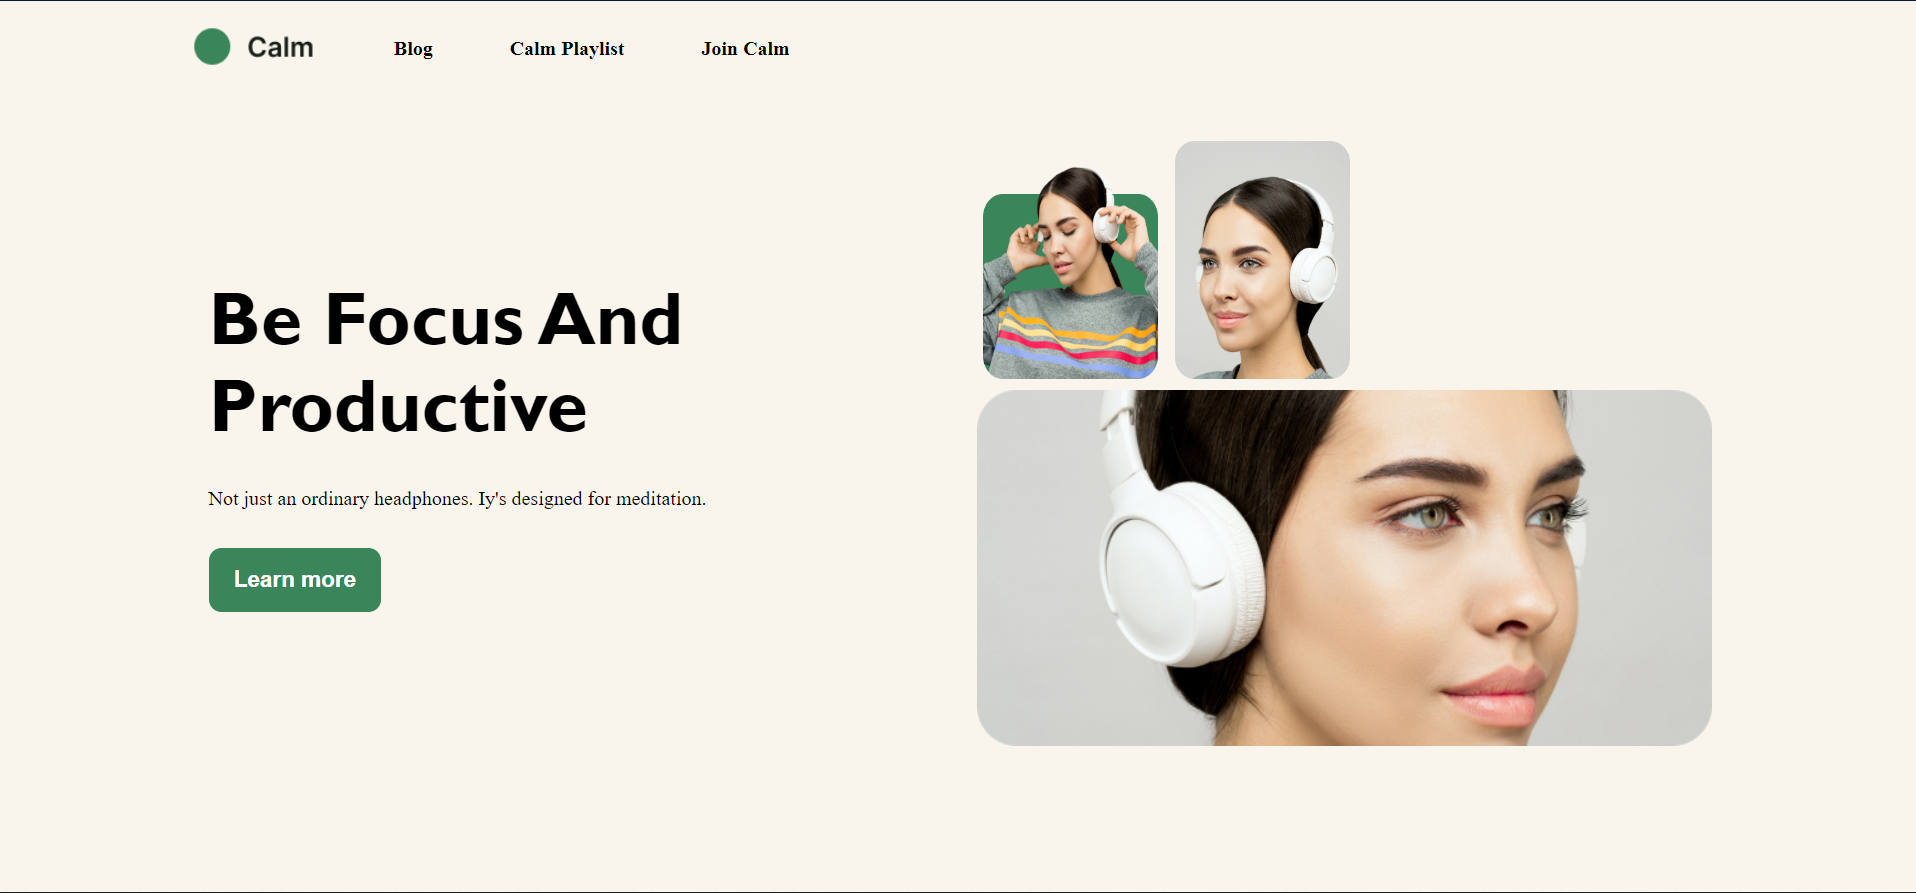 Calm
Blog
Calm Playlist
Join Calm
Be Focus And
Productive
Not just an ordinary headphones. Iy's designed for meditation.
Learn more